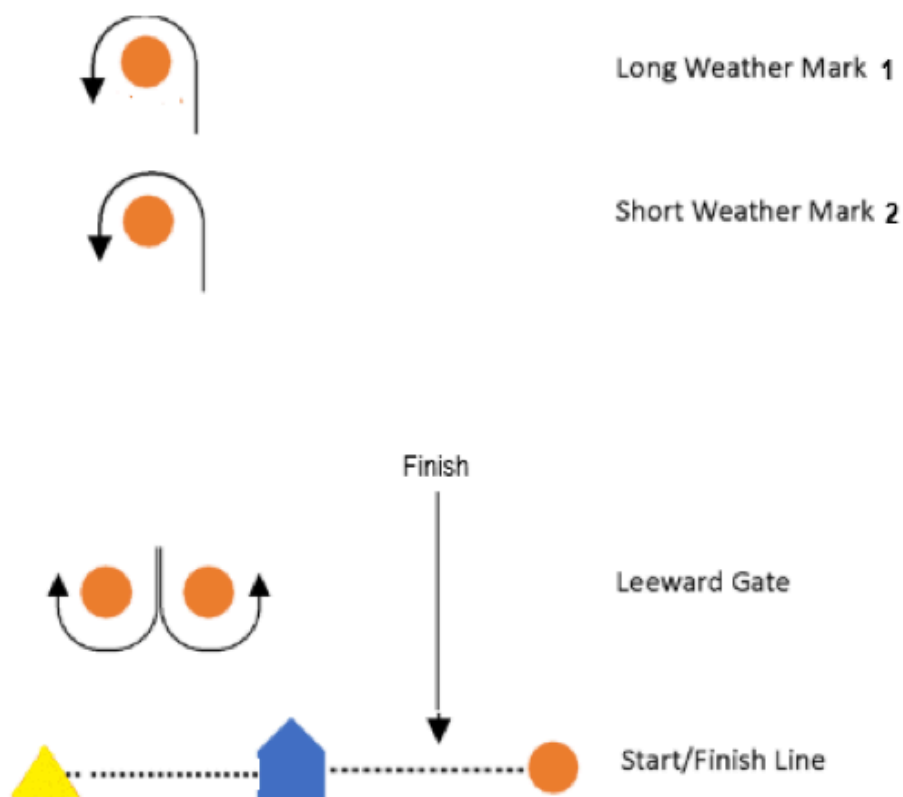 Long Weather Mark 1
Short Weather Mark 2
Finish
Leeward Gate
Start/Finish Line